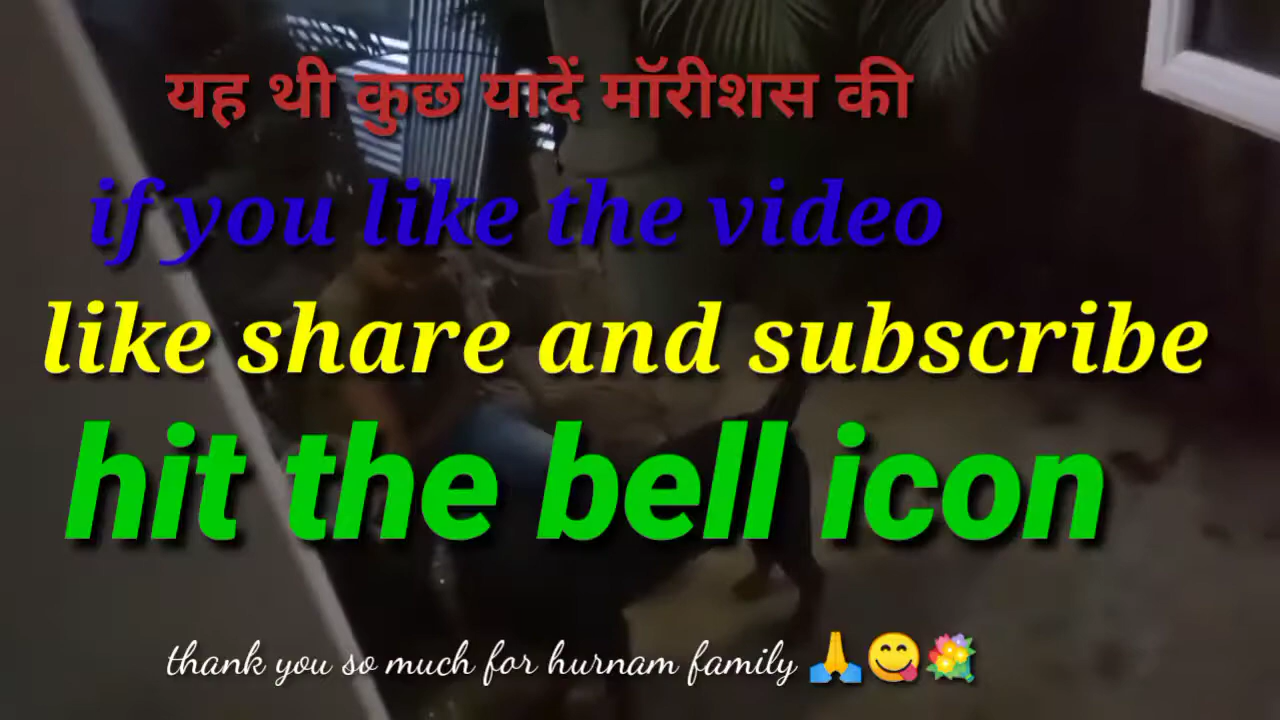 यह थी कुछ यादें मॉरीशस की
if you like the video
like share and subscribe
hit the bell icon
thank you so much for hurnam family 🙏😋💐